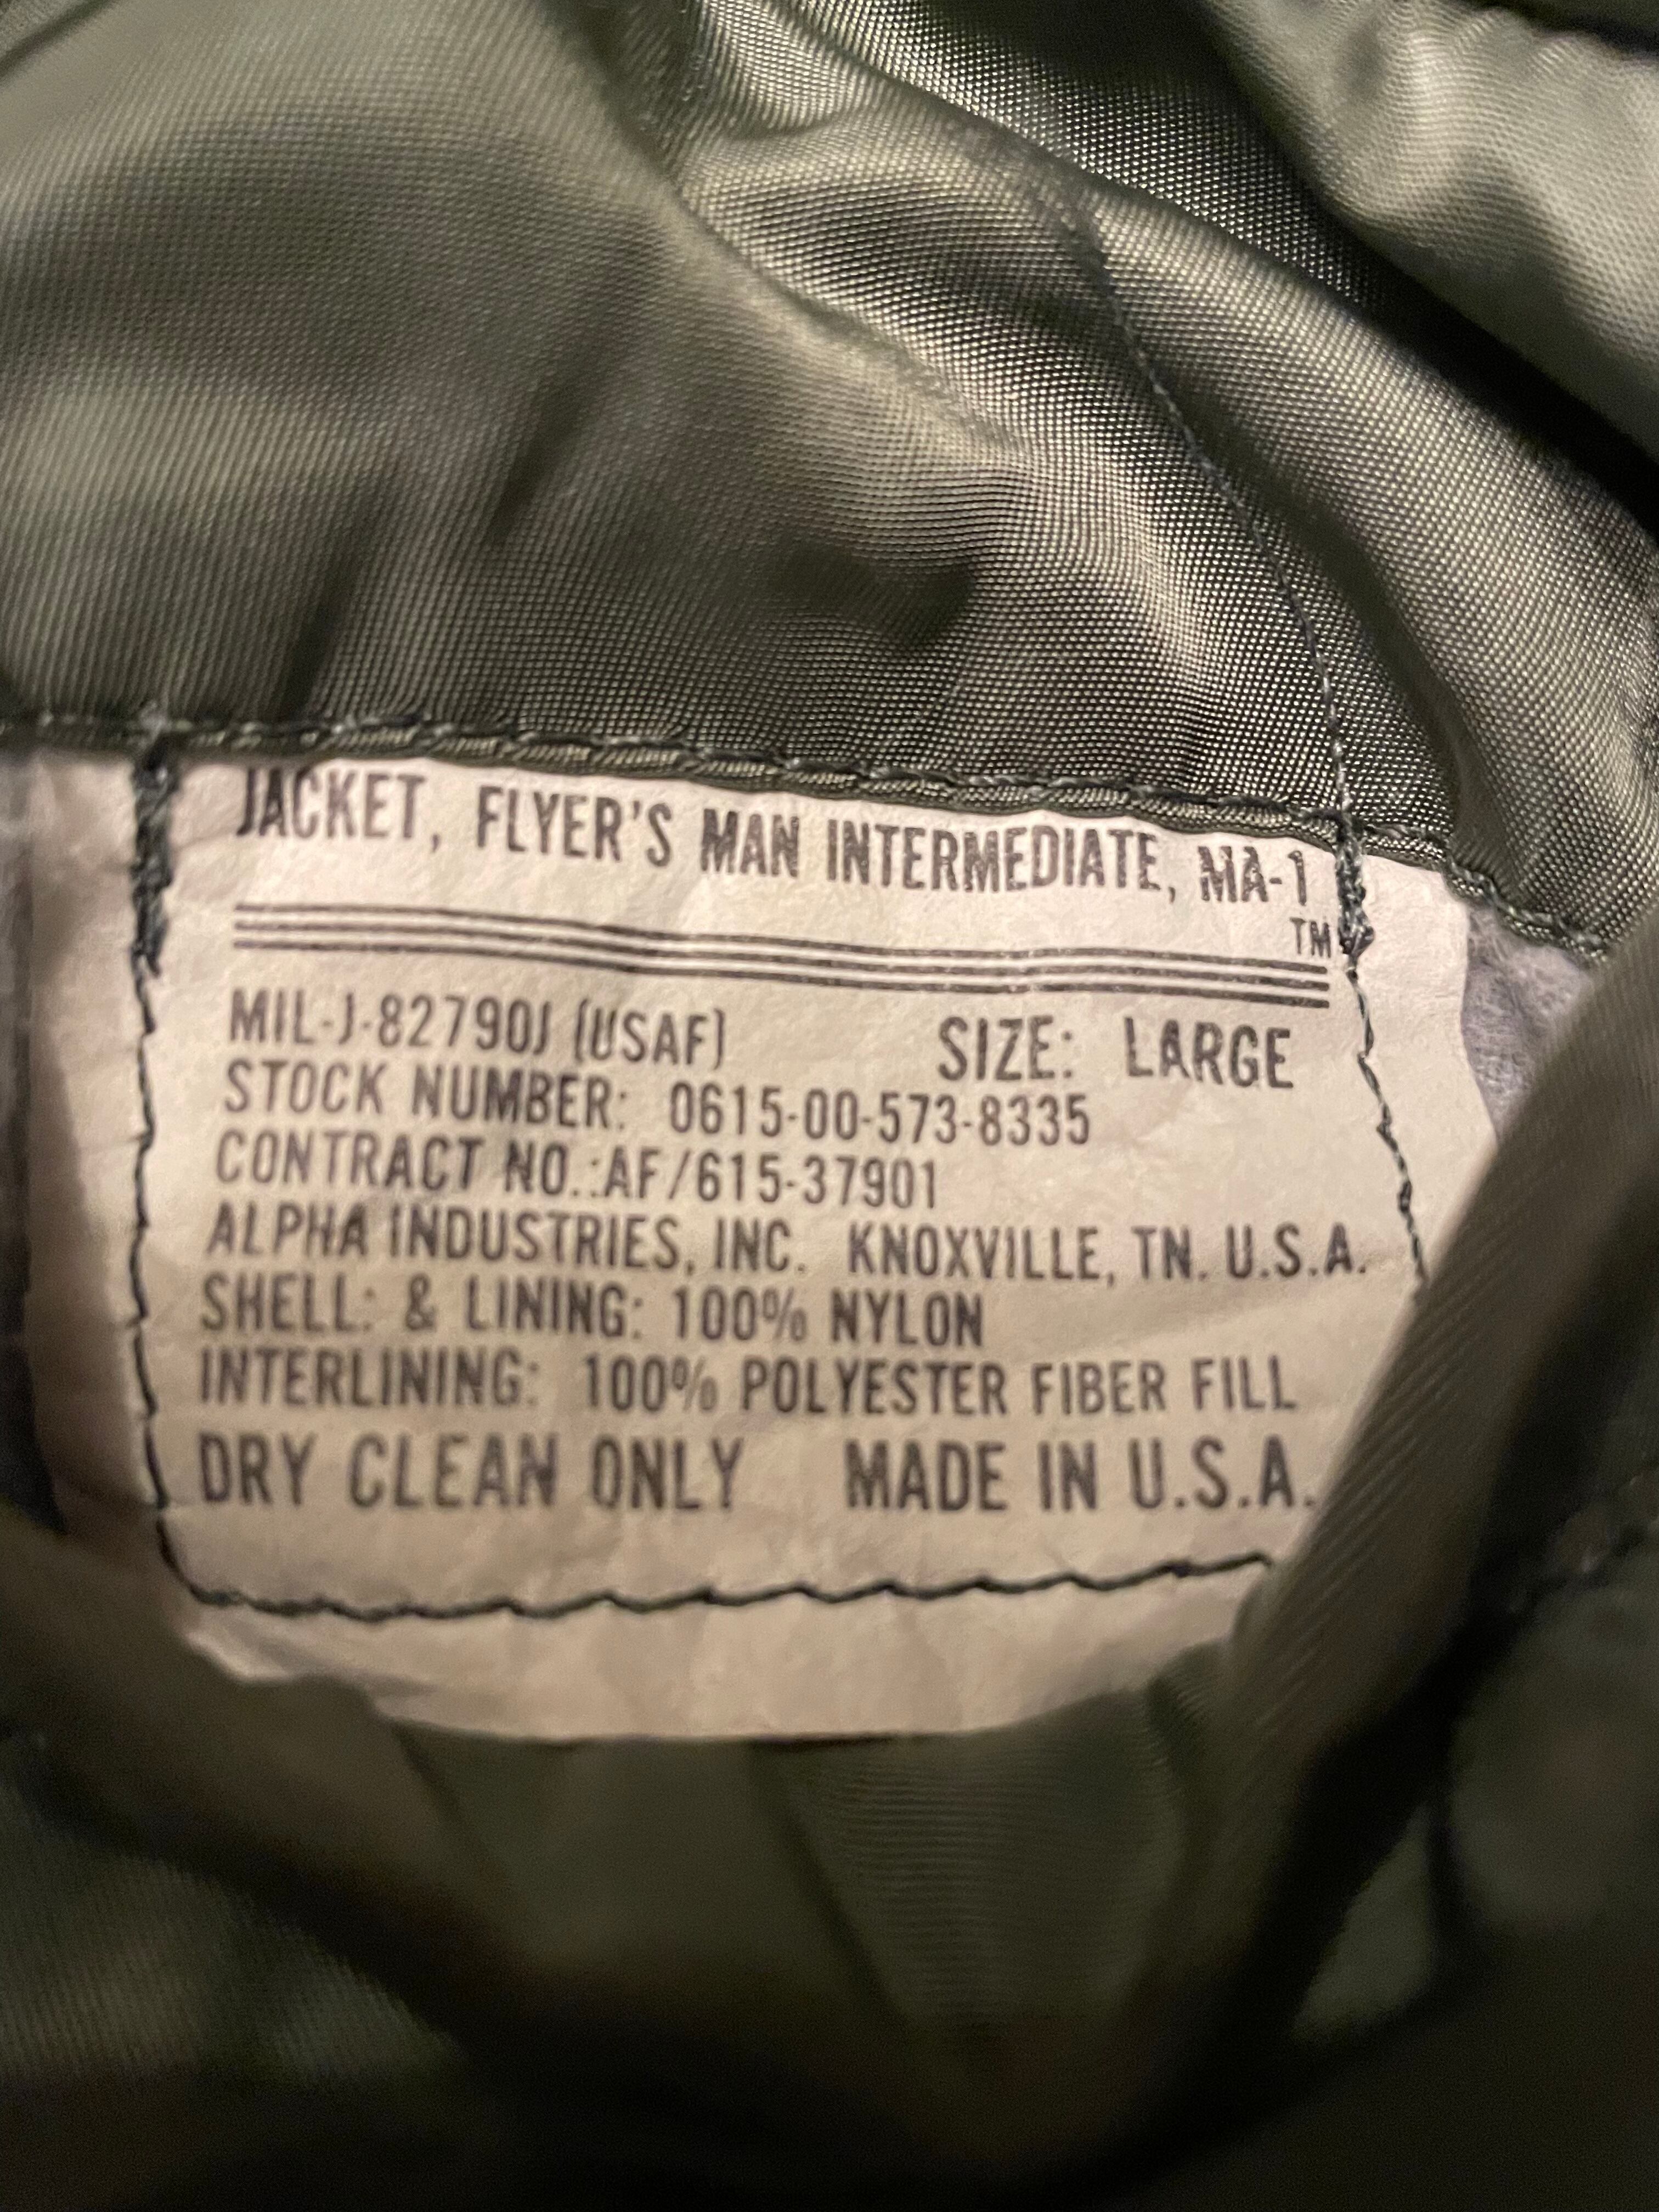 JACKET, FLYER'S MAN INTERMEDIATE, MA-1
TM
MIL-J-82790J (USAF) SIZE: LARGE
STOCK NUMBER: 0615-00-573-8335
CONTRACT NO.:AF/615-37901
ALPHA INDUSTRIES, INC. KNOXVILLE, TN. U.S.A.
SHELL: & LINING: 100% NYLON
INTERLINING: 100% POLYESTER FIBER FILL
DRY CLEAN ONLY MADE IN U.S.A.